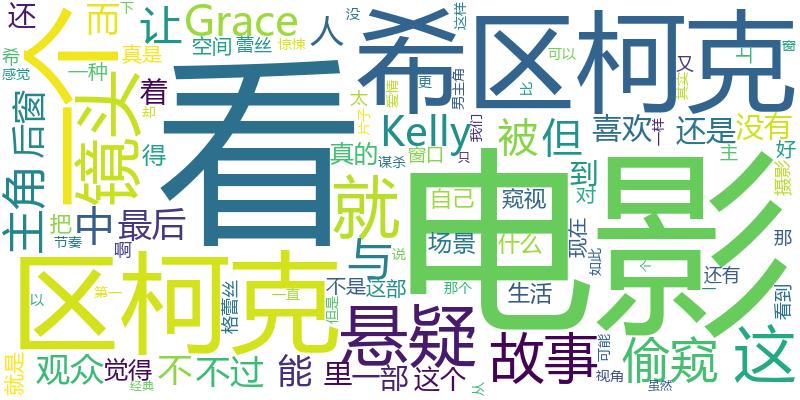 还
个
而
让
Grace
人
没
希区柯克
这样
下
空间
蕾丝
惊悚
希
真是
感觉
一种
一
镜头
着
看
太
爱情
更
男主角
可以
比
又
其实
上
窗
后窗
主角
得
却
片子
真的
谋杀
窗口
Kelly
我们
只
被
但
喜欢
一样
还是
没有
主
好
摄影
到
对
把
中
最后
节奏
啊
就
自己
窥视
与
说
电影
场景
什么
现在
如此
那
还有
一
看到
区柯克
以
第一
格蕾丝
一直
不是
这部
但是
那个
生活
个
就是
观众
觉得
经典
不
不过
能
悬疑
里
一部
这个
从
故事
可能
视角
偷窥
虽然
这